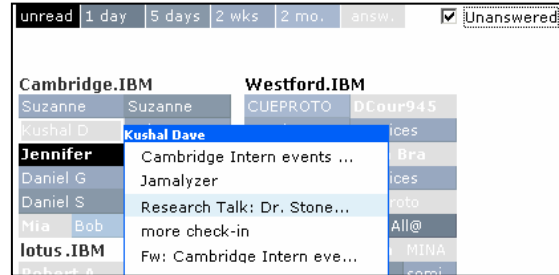 unread 1 day 5 days 2 wks 2 mo. answ. Unanswered
Cambridge.IBM Westford.IBM
Suzanne Suzanne CUEPROTO DCour945
Kushal D Kushal Dave ices
Jennifer Cambridge Intern events ... Bra
Daniel G Jamalyzer ices
Daniel S Research Talk: Dr. Stone... roto
Mia Bob more check-in All@
lotus.IBM Fw: Cambridge Intern eve... MINA
Robert A